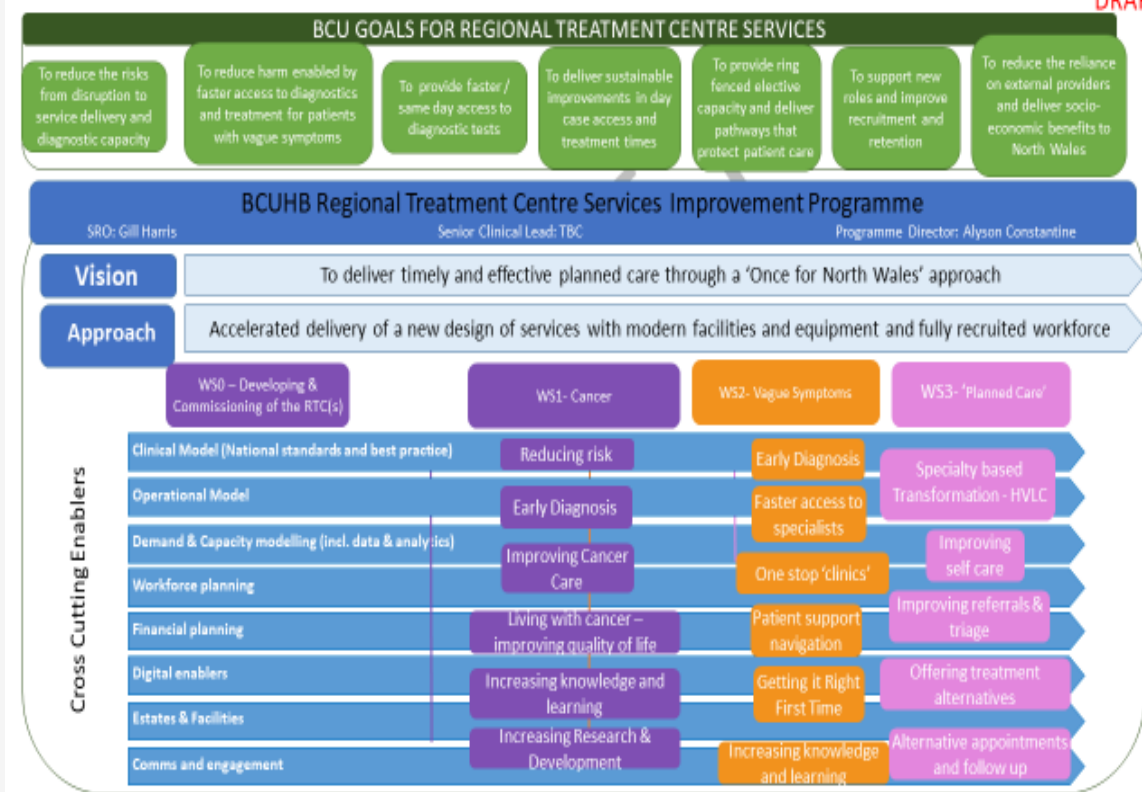 BCU GOALS FOR REGIONAL TREATMENT CENTRE SERVICES
To reduce the risks
from disruption to
service delivery and
diagnostic capacity
To reduce harm enabled by
faster access to diagnostics
and treatment for patients
with vague symptoms
To provide faster /
same day access to
diagnostic tests
To deliver sustainable
improvements in day
case access and
treatment times
To provide ring
fenced elective
capacity and deliver
pathways that
protect patient care
To support new
roles and improve
recruitment and
retention
To reduce the reliance
on external providers
and deliver socio-
economic benefits to
North Wales
BCUHB Regional Treatment Centre Services Improvement Programme
SRO: Gill Harris
Senior Clinical Lead: TBC
Programme Director: Alyson Constantine
Vision
To deliver timely and effective planned care through a ‘Once for North Wales’ approach
Approach
Accelerated delivery of a new design of services with modern facilities and equipment and fully recruited workforce
WS0 – Developing &
Commissioning of the RTC(s)
WS1- Cancer
WS2- Vague Symptoms
WS3- ‘Planned Care’
Cross Cutting Enablers
Clinical Model (National standards and best practice)
Operational Model
Demand & Capacity modelling (incl. data & analytics)
Workforce planning
Financial planning
Digital enablers
Estates & Facilities
Comms and engagement
Reducing risk
Early Diagnosis
Improving Cancer
Care
Living with cancer –
improving quality of life
Increasing knowledge and
learning
Increasing Research &
Development
Early Diagnosis
Faster access to
specialists
One stop ‘clinics’
Patient support
navigation
Getting it Right
First Time
Increasing knowledge
and learning
Specialty based
Transformation - HVLC
Improving
self care
Improving referrals &
triage
Offering treatment
alternatives
Alternative appointments
and follow up